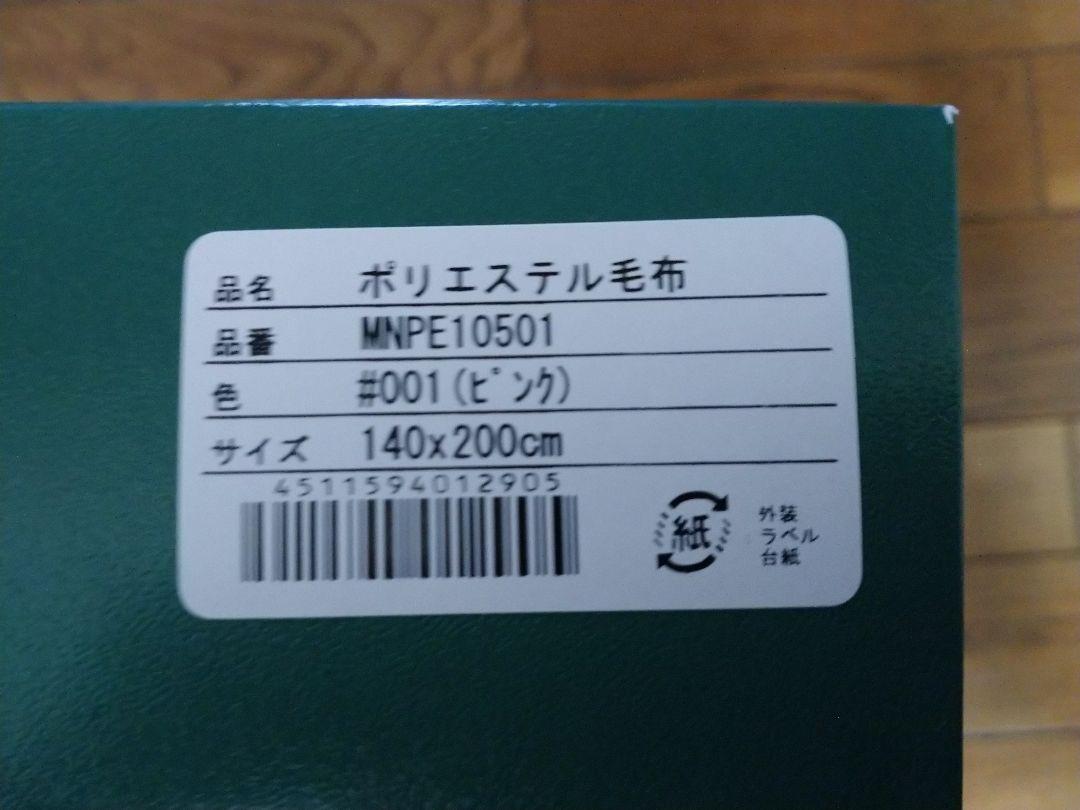 品名 ポリエステル毛布
品番 MNPE10501
色 #001(ﾋﾟﾝｸ)
サイズ 140x200cm
4511594012905
紙
外装
ラベル
台紙